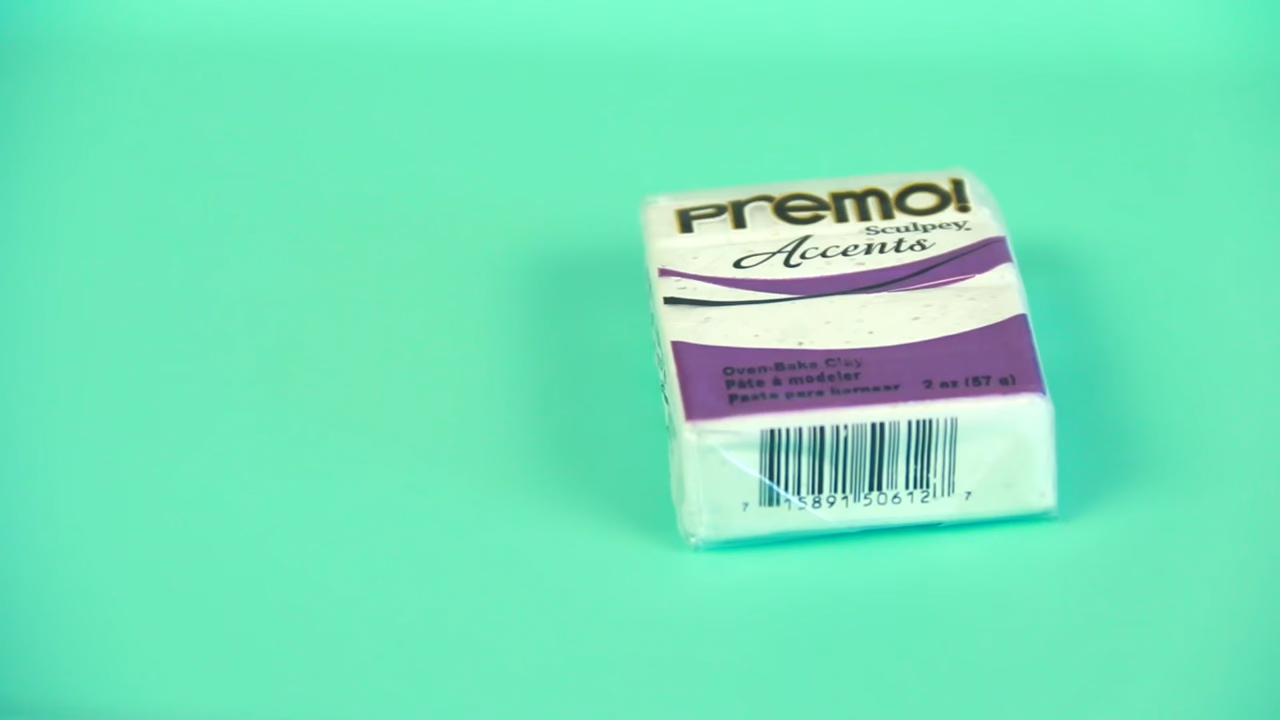 Premo!
Sculpey
Accents
Oven-Bake Clay
Pâte à modeler
Pasta para hornear 2 oz (57 g)
7 15891 50612 7